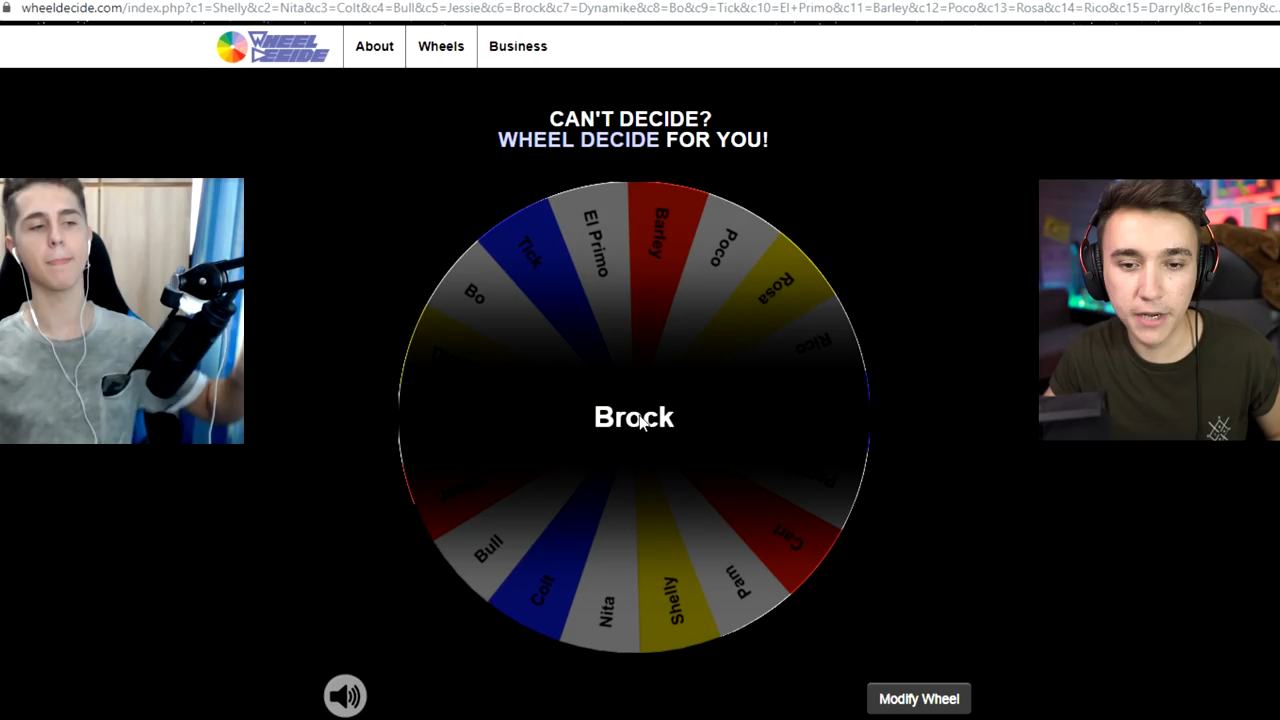 wheeldecide.com/index.php?c1=Shelly&c2=Nita&c3=Colt&c4=Bull&c5=Jessie&c6=Brock&c7=Dynamike&c8=Bo&c9=Tick&c10=El+Primo&c11=Barley&c12=Poco&c13=Rosa&c14=Rico&c15=Darryl&c16=Penny&c...
WHEEL DECIDE
About
Wheels
Business
CAN'T DECIDE?
WHEEL DECIDE FOR YOU!
Tick
El Primo
Barley
Poco
Rosa
Bo
Rico
Brock
Bull
Carl
Colt
Nita
Shelly
Pam
Modify Wheel